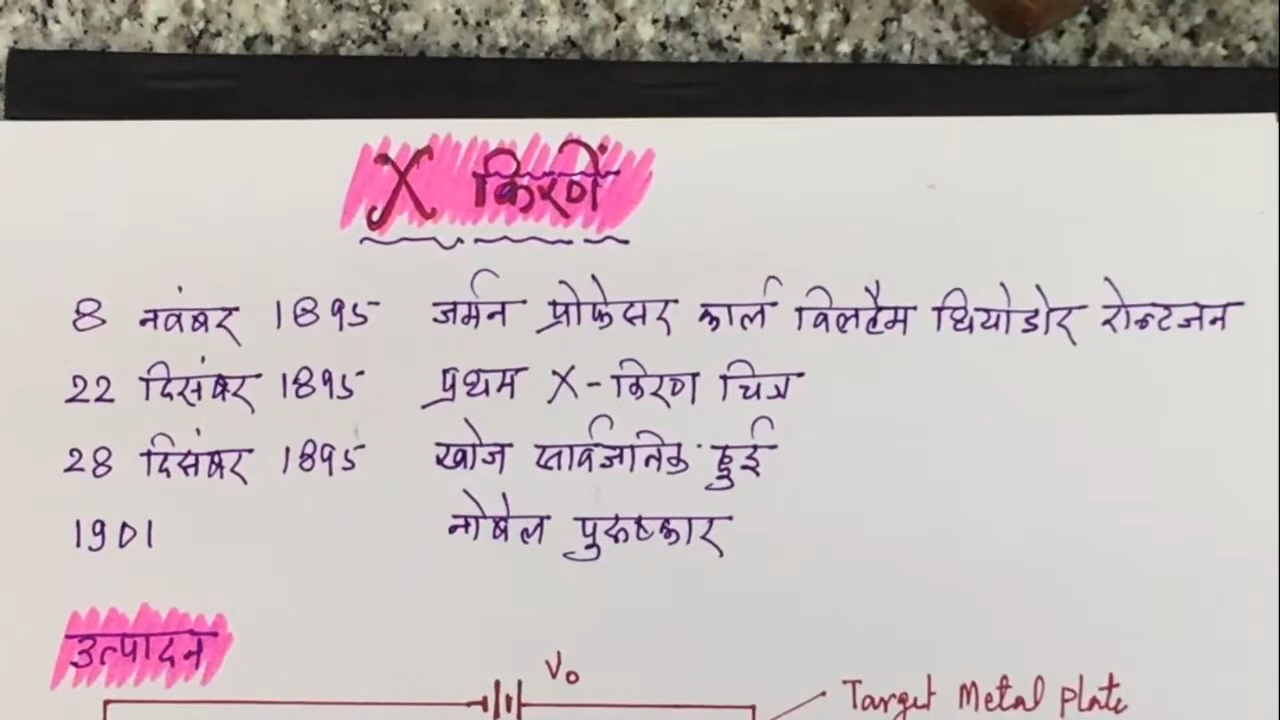 X किरणें
8 नवंबर 1895 जर्मन प्रोफेसर कार्ल विलहैम थियोडोर रोन्टजन
22 दिसंबर 1895 प्रथम X-किरण चित्र
28 दिसंबर 1895 खोज सार्वजनिक हुई
1901 नोबेल पुरुष्कार
उत्पादन
V₀
Target Metal Plate